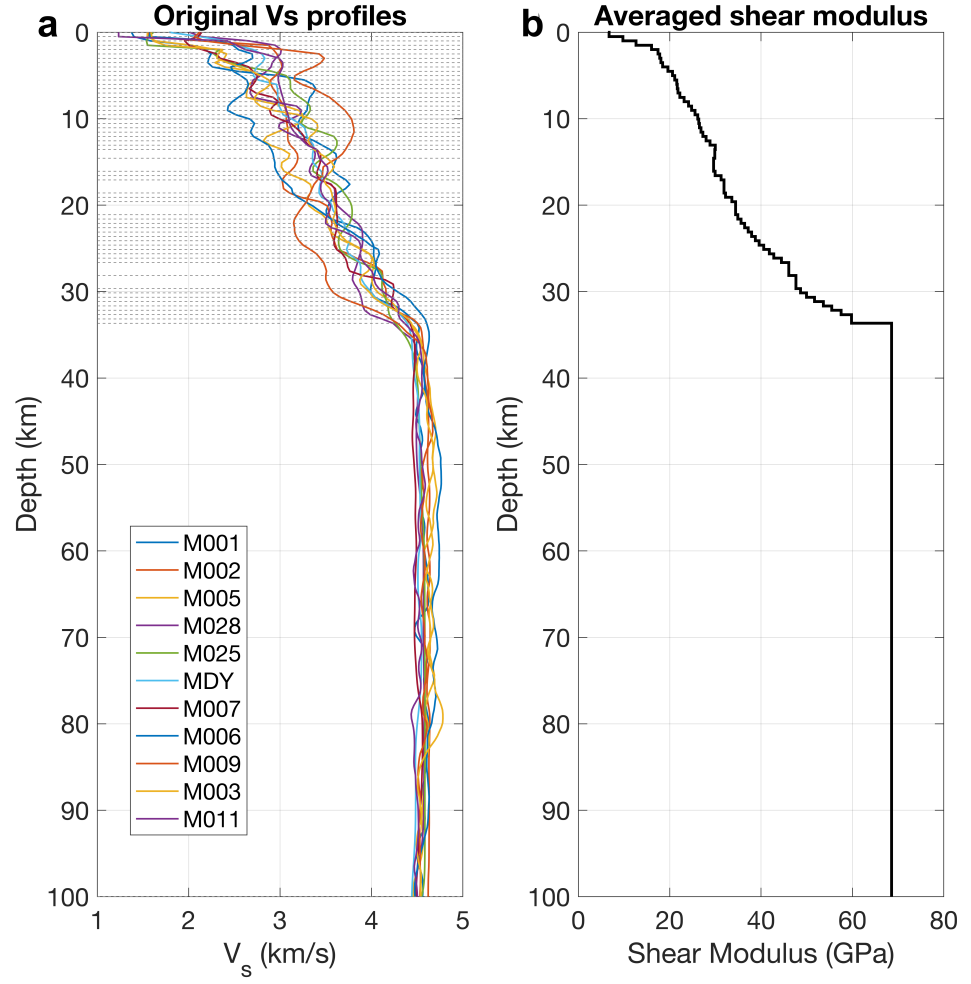 a
Original Vs profiles
0
10
20
30
40
50
60
70
80
90
100
Depth (km)
M001
M002
M005
M028
M025
MDY
M007
M006
M009
M003
M011
1 2 3 4 5
Vs (km/s)
b
Averaged shear modulus
0
10
20
30
40
50
60
70
80
90
100
Depth (km)
0 20 40 60 80
Shear Modulus (GPa)